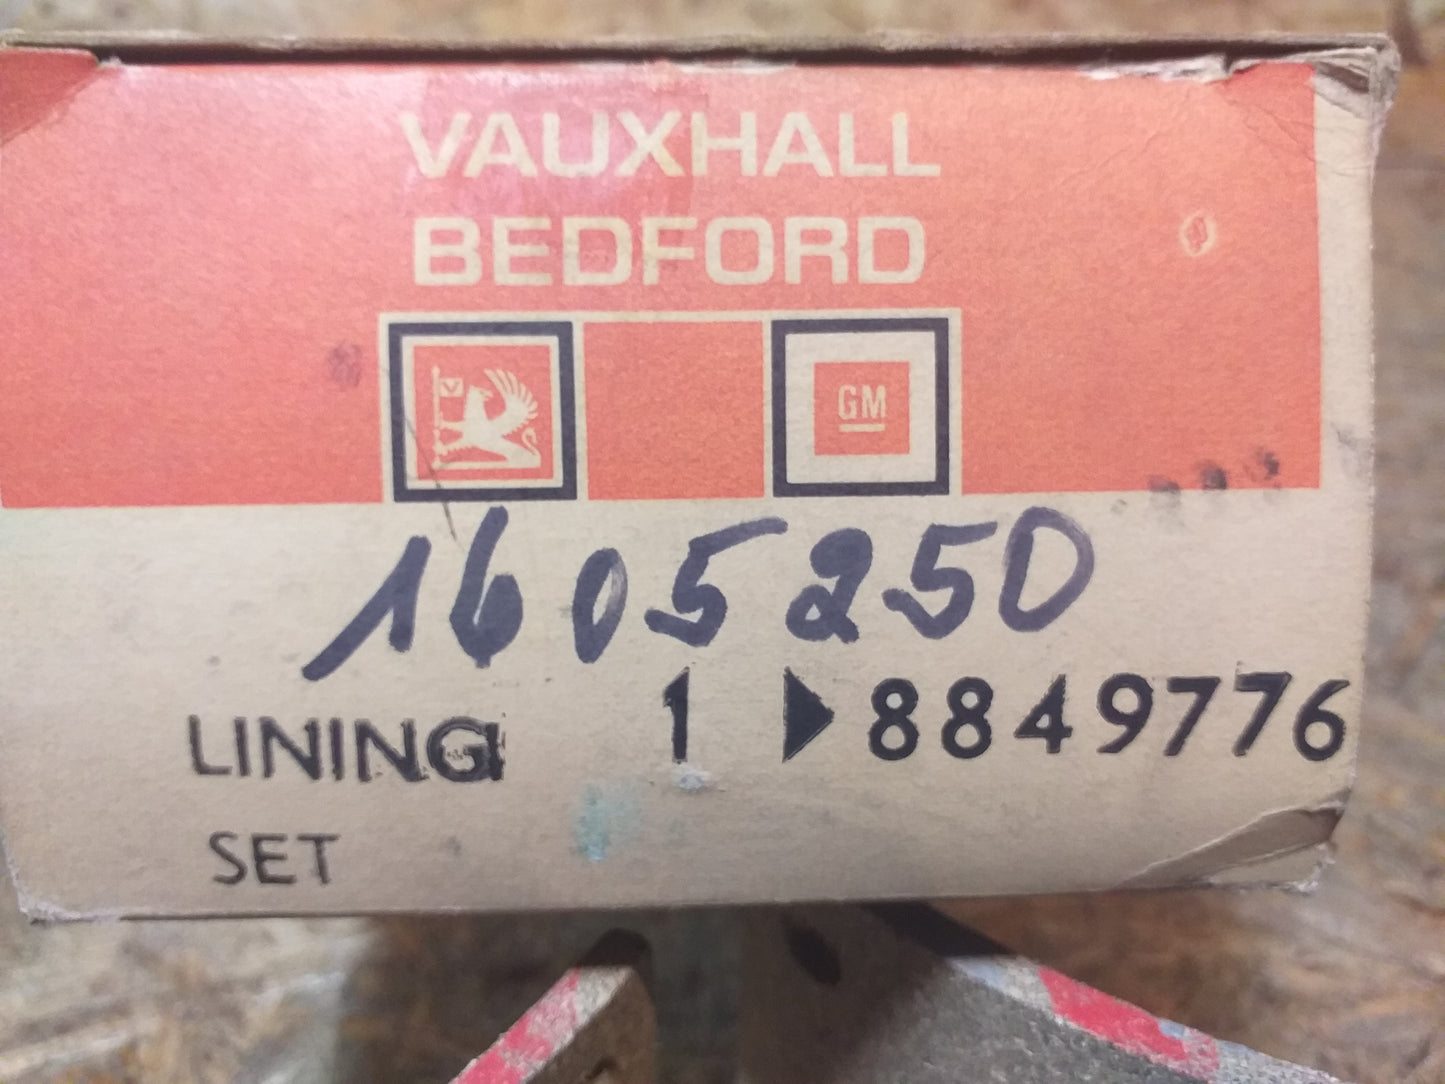 VAUXHALL
BEDFORD
V
GM
1605250
LINING 1 ▶ 8849776
SET